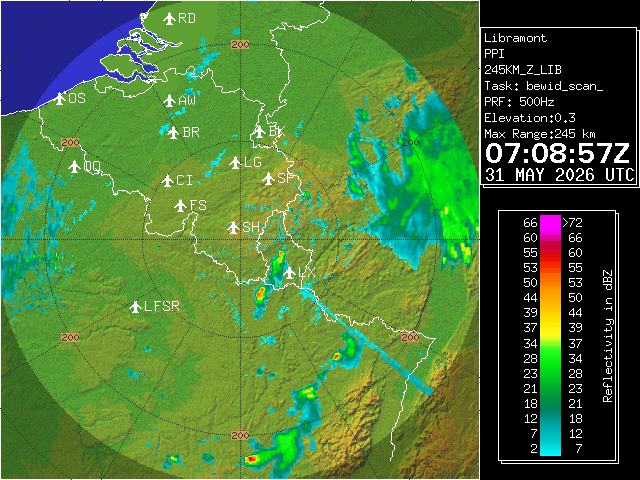 Libramont
PPI
245KM_Z_LIB
Task: bewid_scan_
PRF: 500Hz
Elevation:0.3
Max Range:245 km
07:08:57Z
31 MAY 2026 UTC
66 >72
60 66
55 60
53 55
50 53
44 50
39 44
37 39
34 37
28 34
23 28
21 23
18 21
12 18
7 12
2 7
Reflectivity in dBZ
RD
200
OS
AW
BR
BK
200
200
QQ
LG
CI
SP
FS
SH
LX
LFSR
200
200
200